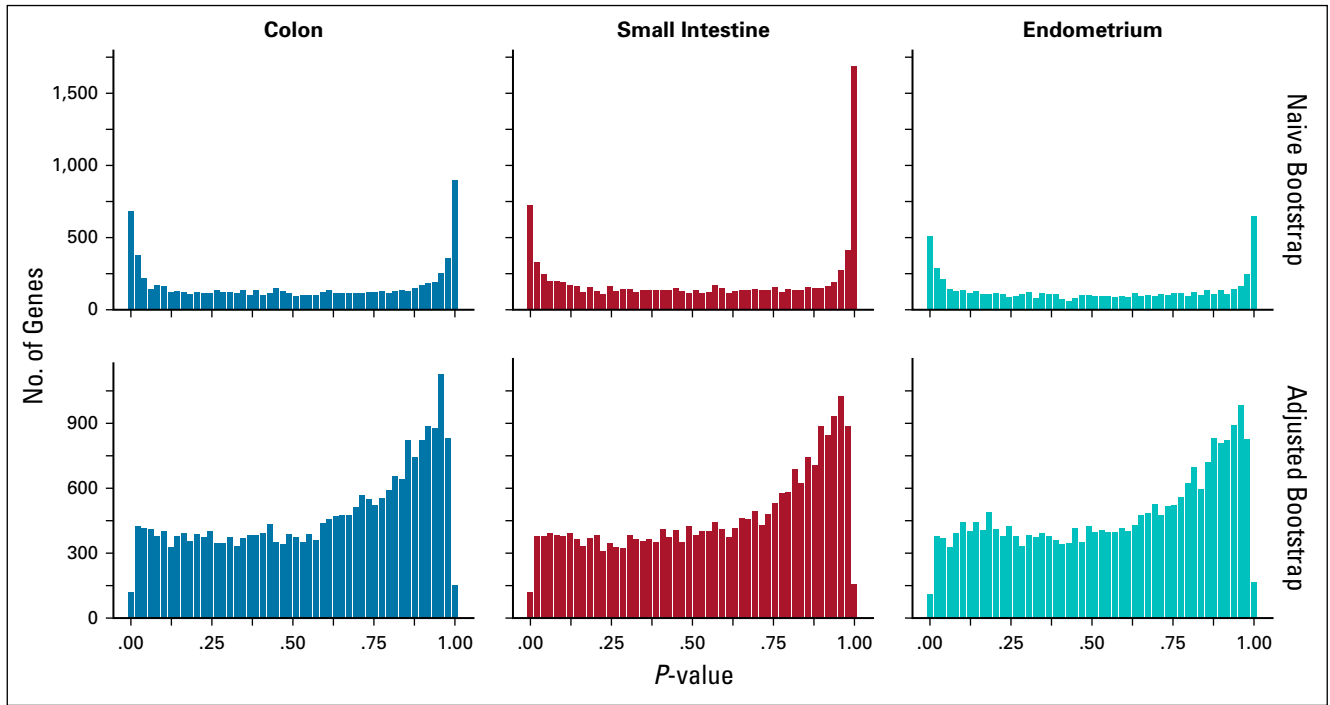 Colon Small Intestine Endometrium
1,500
1,000
500
0
Naive Bootstrap
No. of Genes
900
600
300
0
Adjusted Bootstrap
.00 .25 .50 .75 1.00 .00 .25 .50 .75 1.00 .00 .25 .50 .75 1.00
P-value